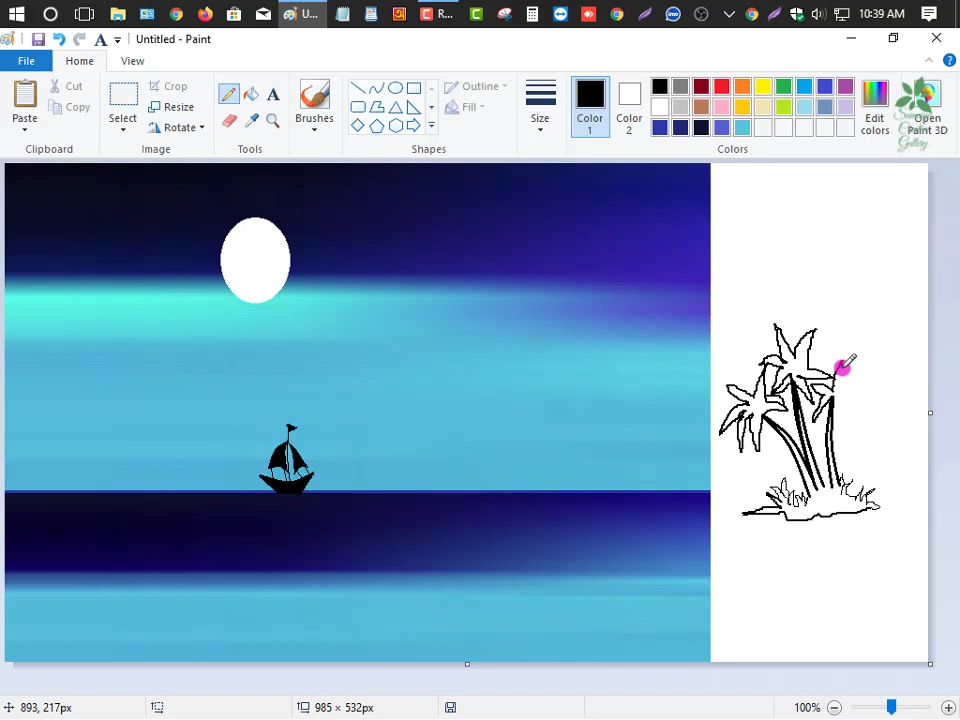 U...
R...
10:39 AM
Untitled - Paint
File
Home
View
Paste
Cut
Copy
Clipboard
Select
Crop
Resize
Rotate
Image
Tools
Brushes
Shapes
Outline
Fill
Size
Color 1
Color 2
Colors
Edit colors
Open Paint 3D
893, 217px
985 × 532px
100%